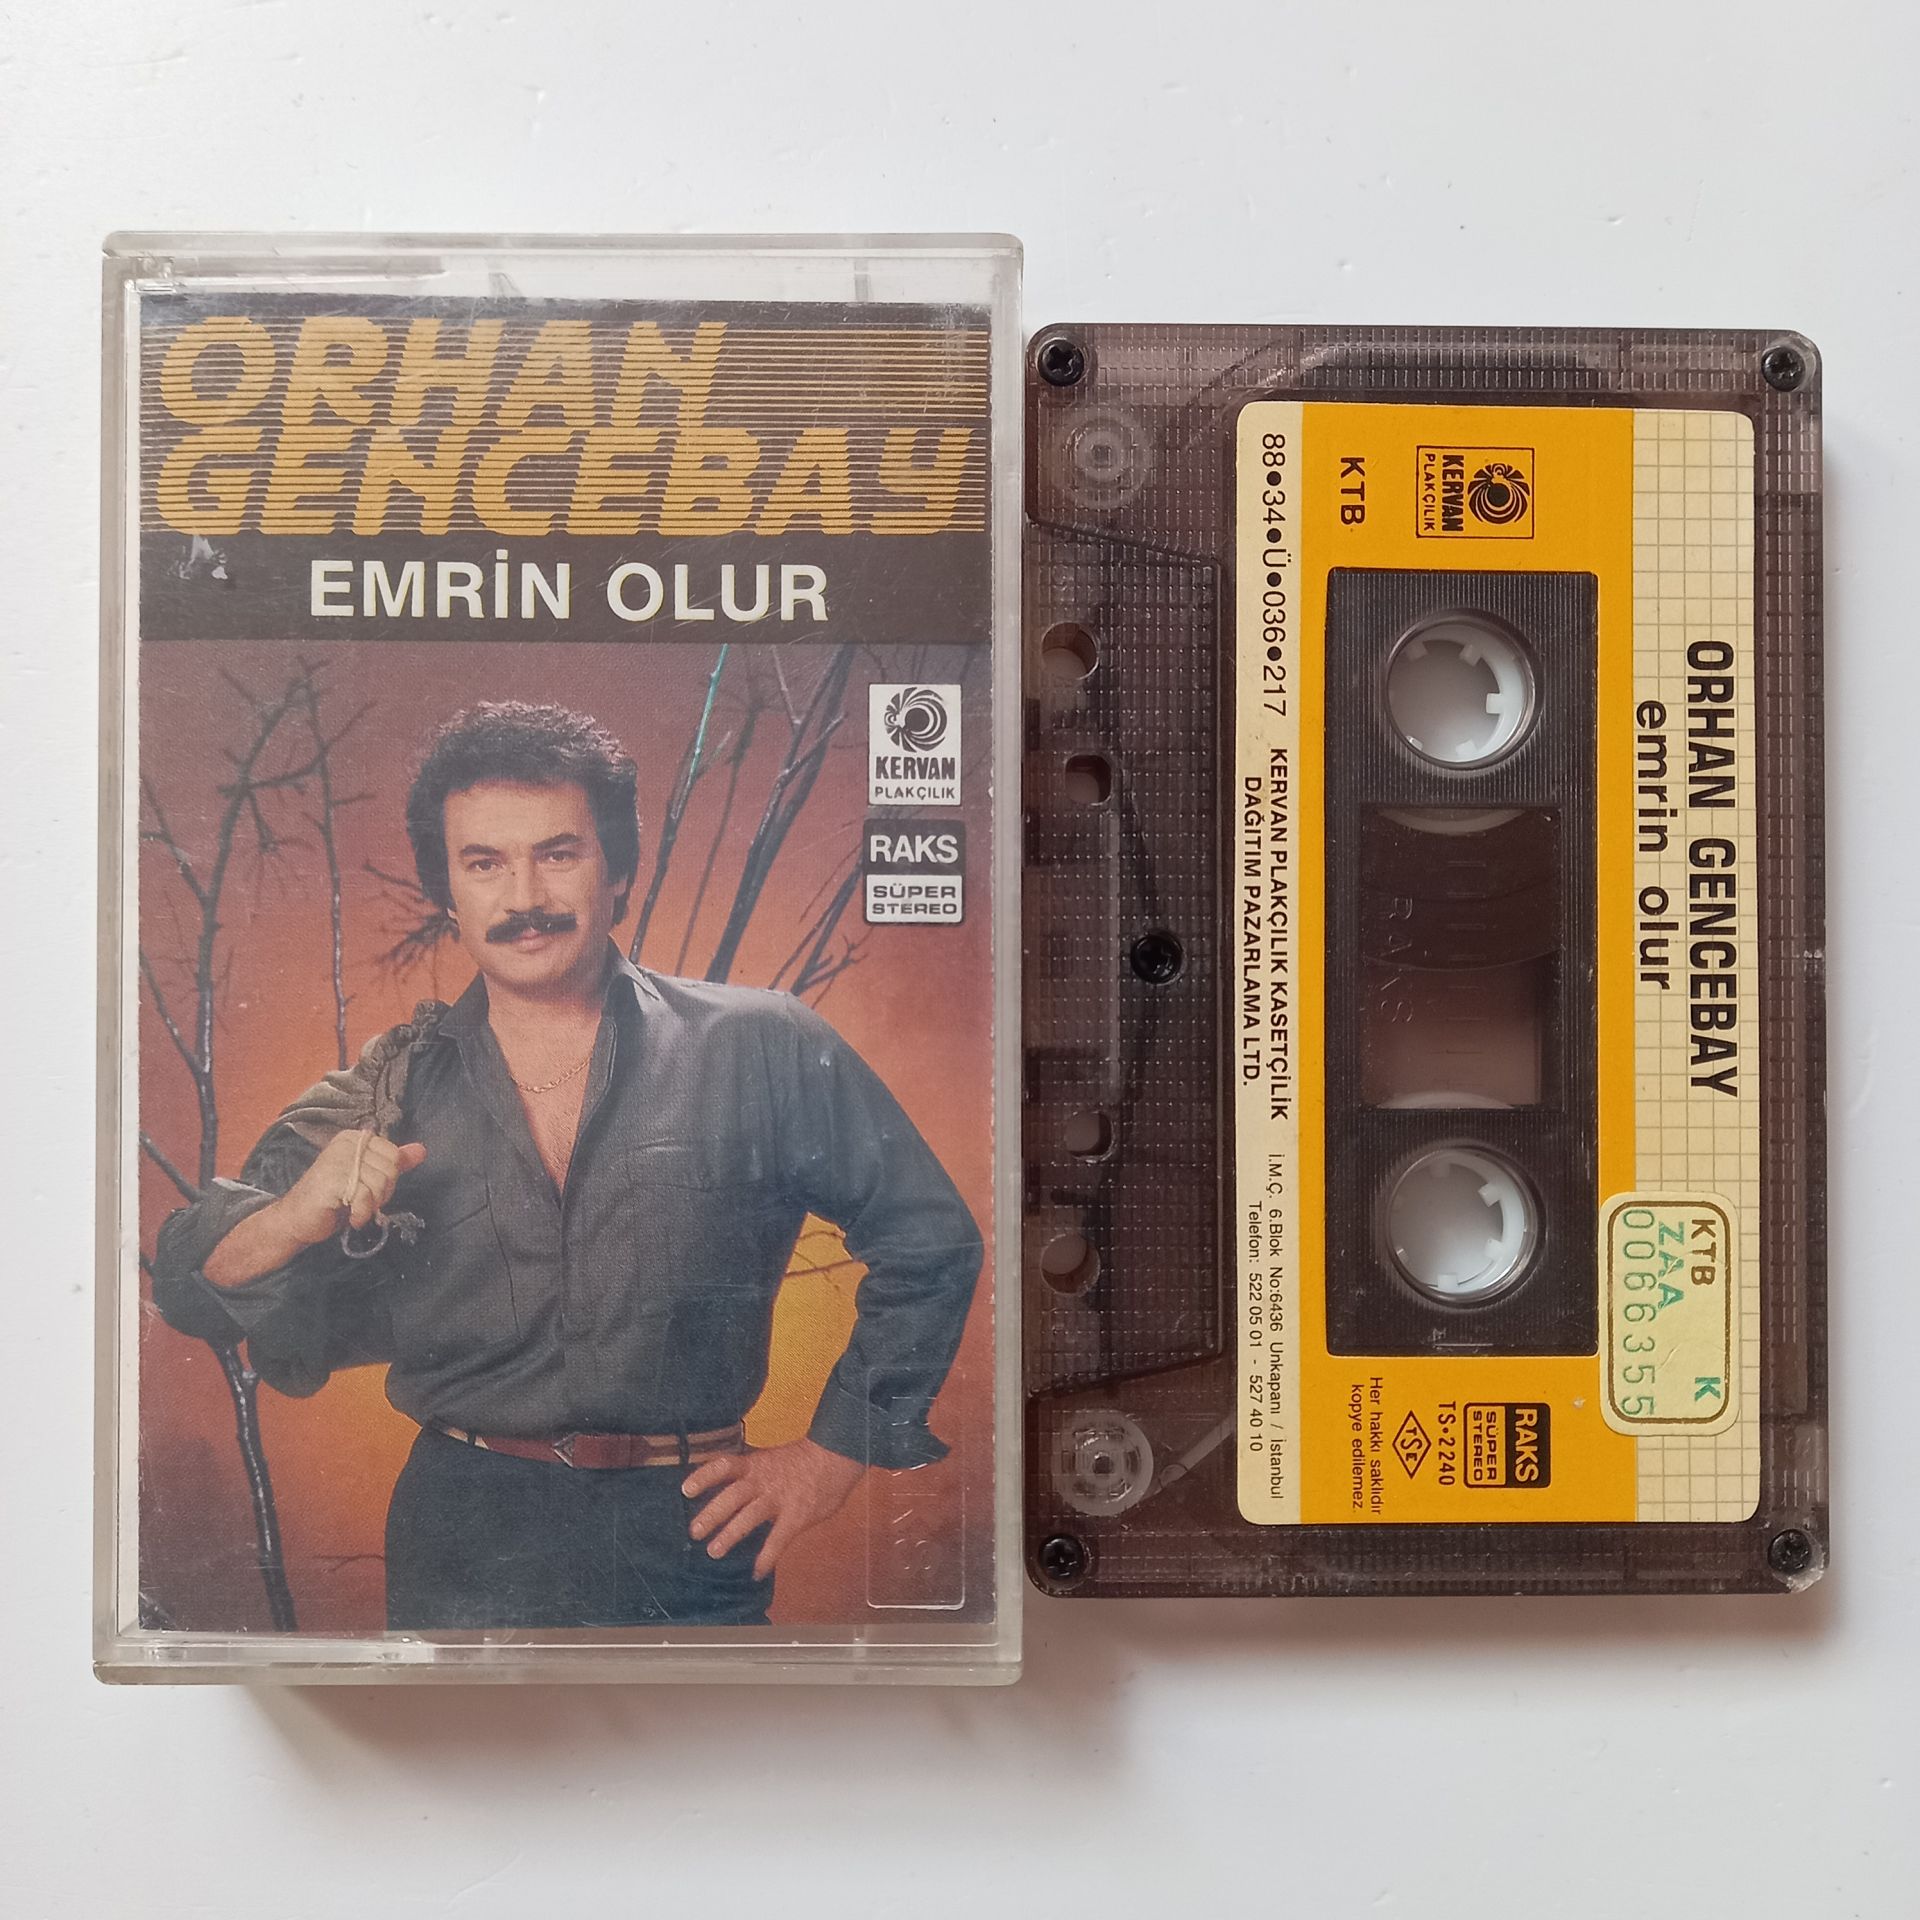 ORHAN
GENCEBAY
EMRİN OLUR
KERVAN
PLAKÇILIK
RAKS
SÜPER
STEREO
ORHAN GENCEBAY
emrin olur
KERVAN
PLAKÇILIK
KTB
88•34•Ü•036•217
KERVAN PLAKÇILIK KASETÇİLİK
DAĞITIM PAZARLAMA LTD.
İ.M.Ç. 6.Blok No:6436 Unkapanı / İstanbul
Telefon: 522 05 01 - 527 40 10
RAKS
KTB K
ZAA
0066355
RAKS
SÜPER
STEREO
TS•2240
TSE
Her hakkı saklıdır
kopye edilemez.
RAKS